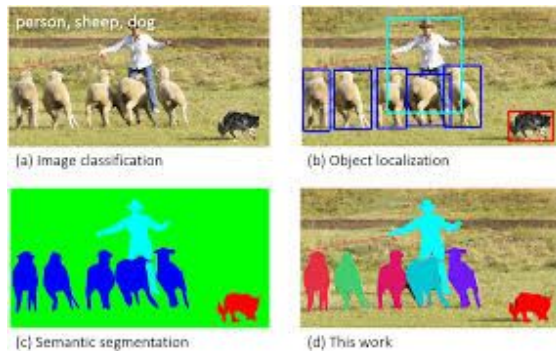 person, sheep, dog
(a) Image classification
(b) Object localization
(c) Semantic segmentation
(d) This work